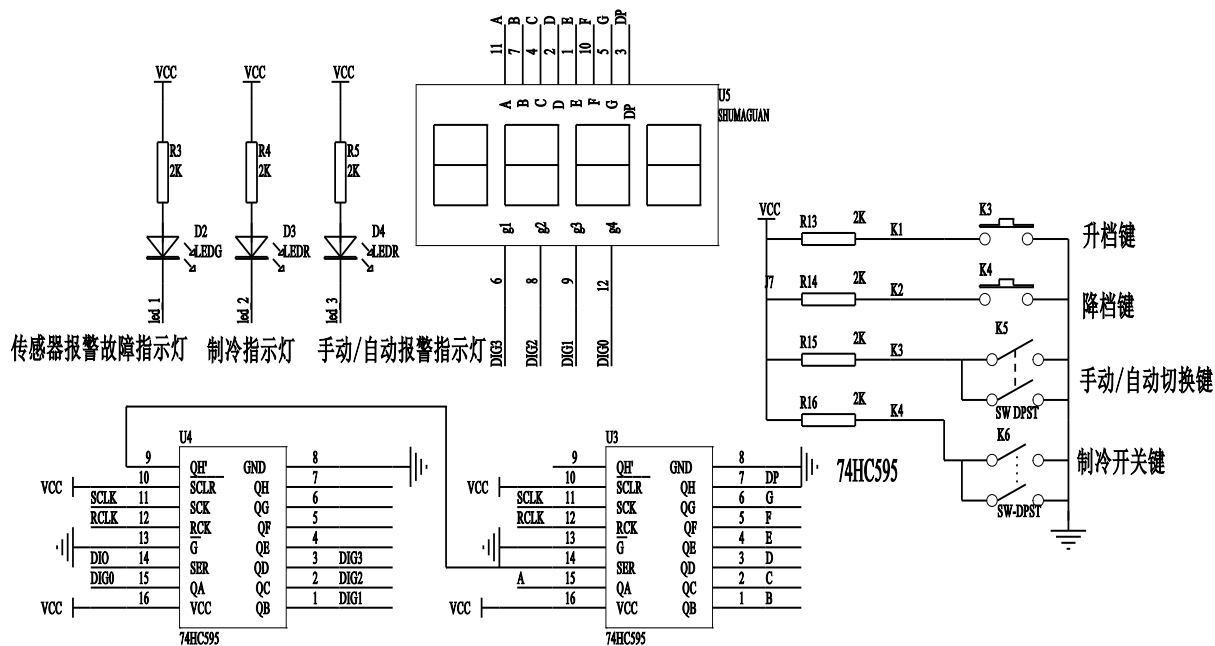 A
B
C
D
E
F
G
DP
11
7
4
2
1
10
5
3
VCC
VCC
VCC
A
B
C
D
E
F
G
DP
U5
SHUMAGUAN
R3
2K
R4
2K
R5
2K
D2
LEDG
D3
LEDR
D4
LEDR
g1
g2
g3
g4
6
8
9
12
led 1
led 2
led 3
DIG3
DIG2
DIG1
DIG0
传感器报警故障指示灯
制冷指示灯
手动/自动报警指示灯
VCC
R13
2K
K1
K3
升档键
J7
R14
2K
K2
K4
降档键
R15
2K
K3
K5
SW DPST
手动/自动切换键
R16
2K
K4
K6
SW-DPST
制冷开关键
U4
9
QH'
GND
8
VCC
10
SCLR
QH
7
SCLK
11
SCK
QG
6
RCLK
12
RCK
QF
5
13
G
QE
4
DIO
14
SER
QD
3
DIG3
DIG0
15
QA
QC
2
DIG2
VCC
16
VCC
QB
1
DIG1
74HC595
U3
9
QH'
GND
8
74HC595
VCC
10
SCLR
QH
7
DP
SCLK
11
SCK
QG
6
G
RCLK
12
RCK
QF
5
F
13
G
QE
4
E
14
SER
QD
3
D
A
15
QA
QC
2
C
VCC
16
VCC
QB
1
B
74HC595